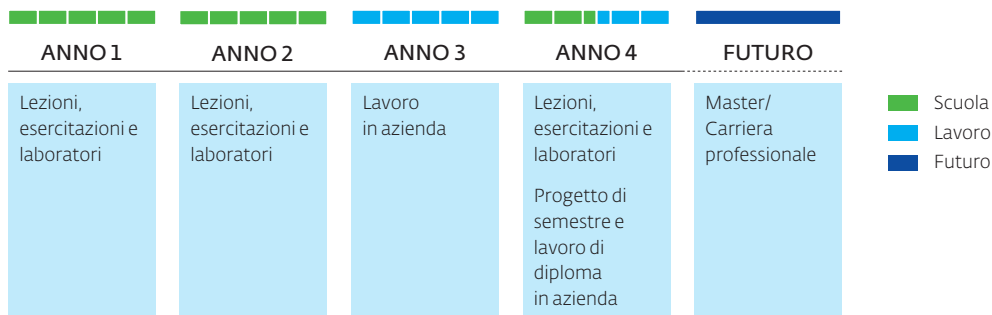 ANNO 1
ANNO 2
ANNO 3
ANNO 4
FUTURO
Lezioni,
esercitazioni e
laboratori
Lezioni,
esercitazioni e
laboratori
Lavoro
in azienda
Lezioni,
esercitazioni e
laboratori
Progetto di
semestre e
lavoro di
diploma
in azienda
Master/
Carriera
professionale
Scuola
Lavoro
Futuro